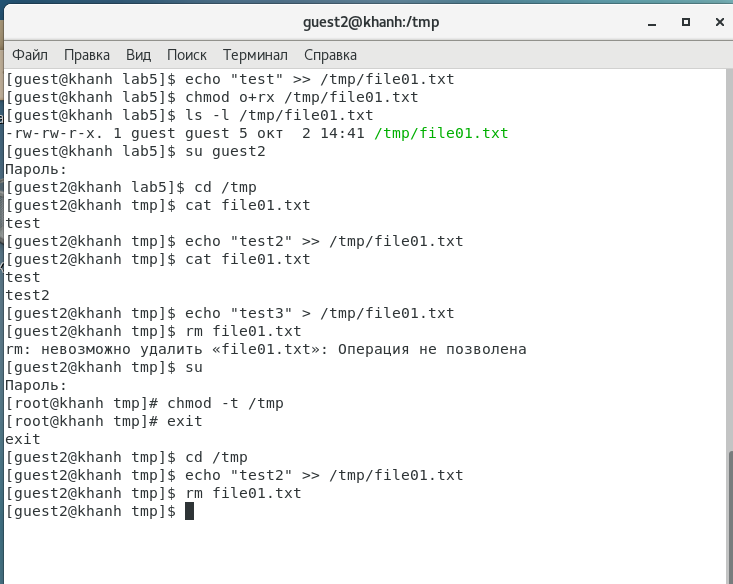 guest2@khanh:/tmp
Файл Правка Вид Поиск Терминал Справка
[guest@khanh lab5]$ echo "test" >> /tmp/file01.txt
[guest@khanh lab5]$ chmod o+rx /tmp/file01.txt
[guest@khanh lab5]$ ls -l /tmp/file01.txt
-rw-rw-r-x. 1 guest guest 5 окт  2 14:41 /tmp/file01.txt
[guest@khanh lab5]$ su guest2
Пароль:
[guest2@khanh lab5]$ cd /tmp
[guest2@khanh tmp]$ cat file01.txt
test
[guest2@khanh tmp]$ echo "test2" >> /tmp/file01.txt
[guest2@khanh tmp]$ cat file01.txt
test
test2
[guest2@khanh tmp]$ echo "test3" > /tmp/file01.txt
[guest2@khanh tmp]$ rm file01.txt
rm: невозможно удалить «file01.txt»: Операция не позволена
[guest2@khanh tmp]$ su
Пароль:
[root@khanh tmp]# chmod -t /tmp
[root@khanh tmp]# exit
exit
[guest2@khanh tmp]$ cd /tmp
[guest2@khanh tmp]$ echo "test2" >> /tmp/file01.txt
[guest2@khanh tmp]$ rm file01.txt
[guest2@khanh tmp]$